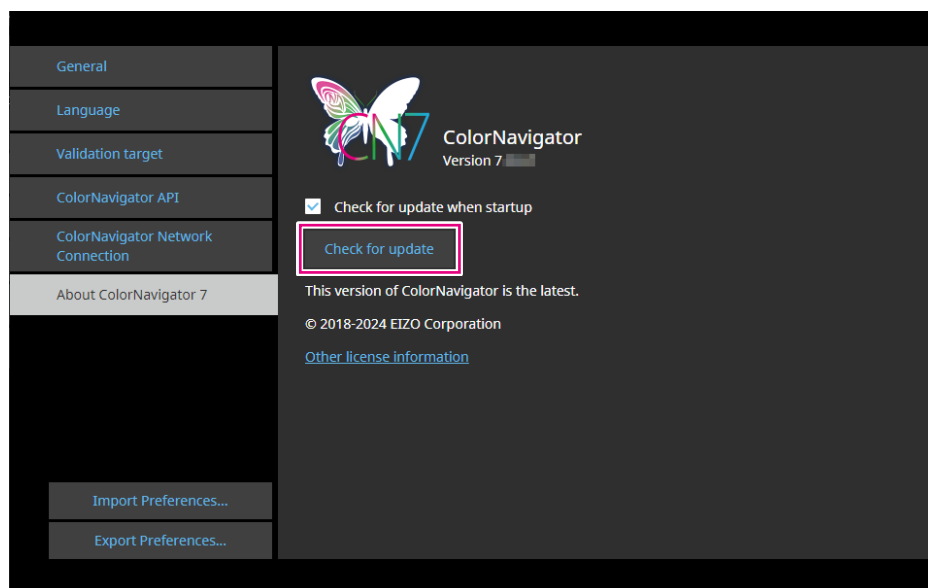 General
Language
Validation target
ColorNavigator API
ColorNavigator Network
Connection
About ColorNavigator 7
Import Preferences...
Export Preferences...
CN7
ColorNavigator
Version 7
Check for update when startup
Check for update
This version of ColorNavigator is the latest.
© 2018-2024 EIZO Corporation
Other license information